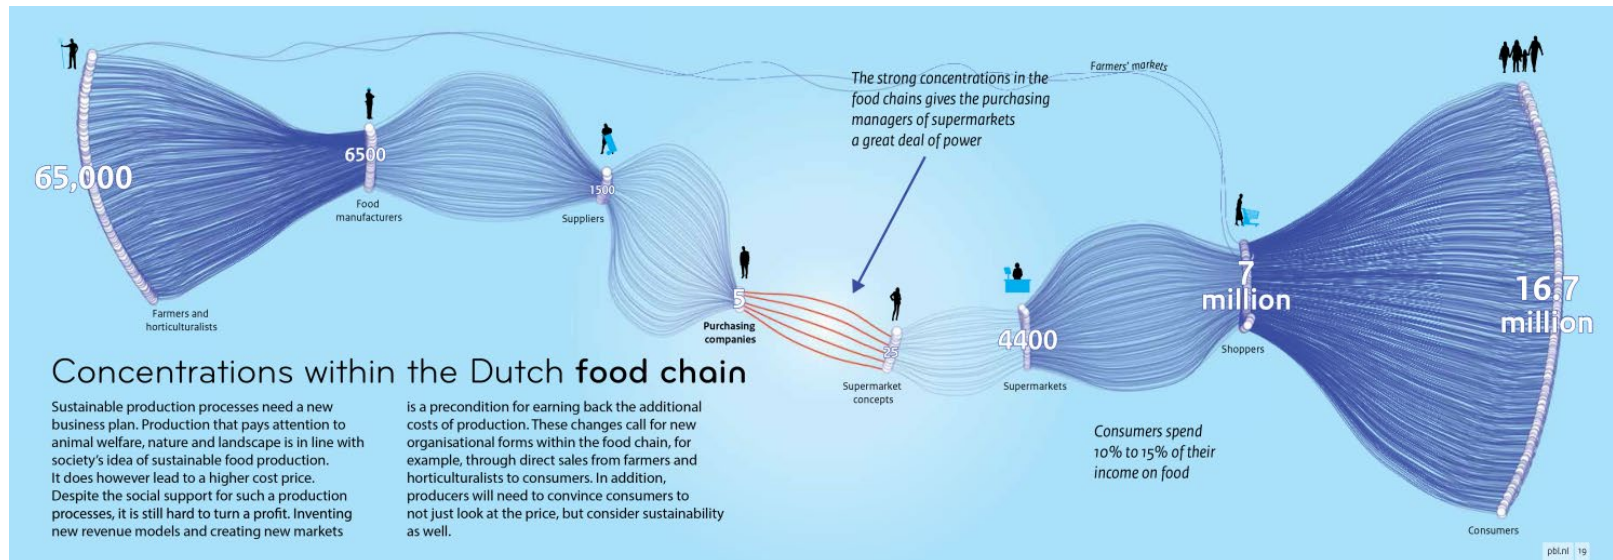 Farmers' markets
The strong concentrations in the
food chains gives the purchasing
managers of supermarkets
a great deal of power
65,000
Farmers and
horticulturalists
6500
Food
manufacturers
1500
Suppliers
5
Purchasing
companies
25
Supermarket
concepts
4400
Supermarkets
7
million
Shoppers
16.7
million
Consumers
Consumers spend
10% to 15% of their
income on food
Concentrations within the Dutch food chain
Sustainable production processes need a new
business plan. Production that pays attention to
animal welfare, nature and landscape is in line with
society's idea of sustainable food production.
It does however lead to a higher cost price.
Despite the social support for such a production
processes, it is still hard to turn a profit. Inventing
new revenue models and creating new markets
is a precondition for earning back the additional
costs of production. These changes call for new
organisational forms within the food chain, for
example, through direct sales from farmers and
horticulturalists to consumers. In addition,
producers will need to convince consumers to
not just look at the price, but consider sustainability
as well.
pbl.nl 19